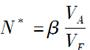 N* = β V_A / V_F